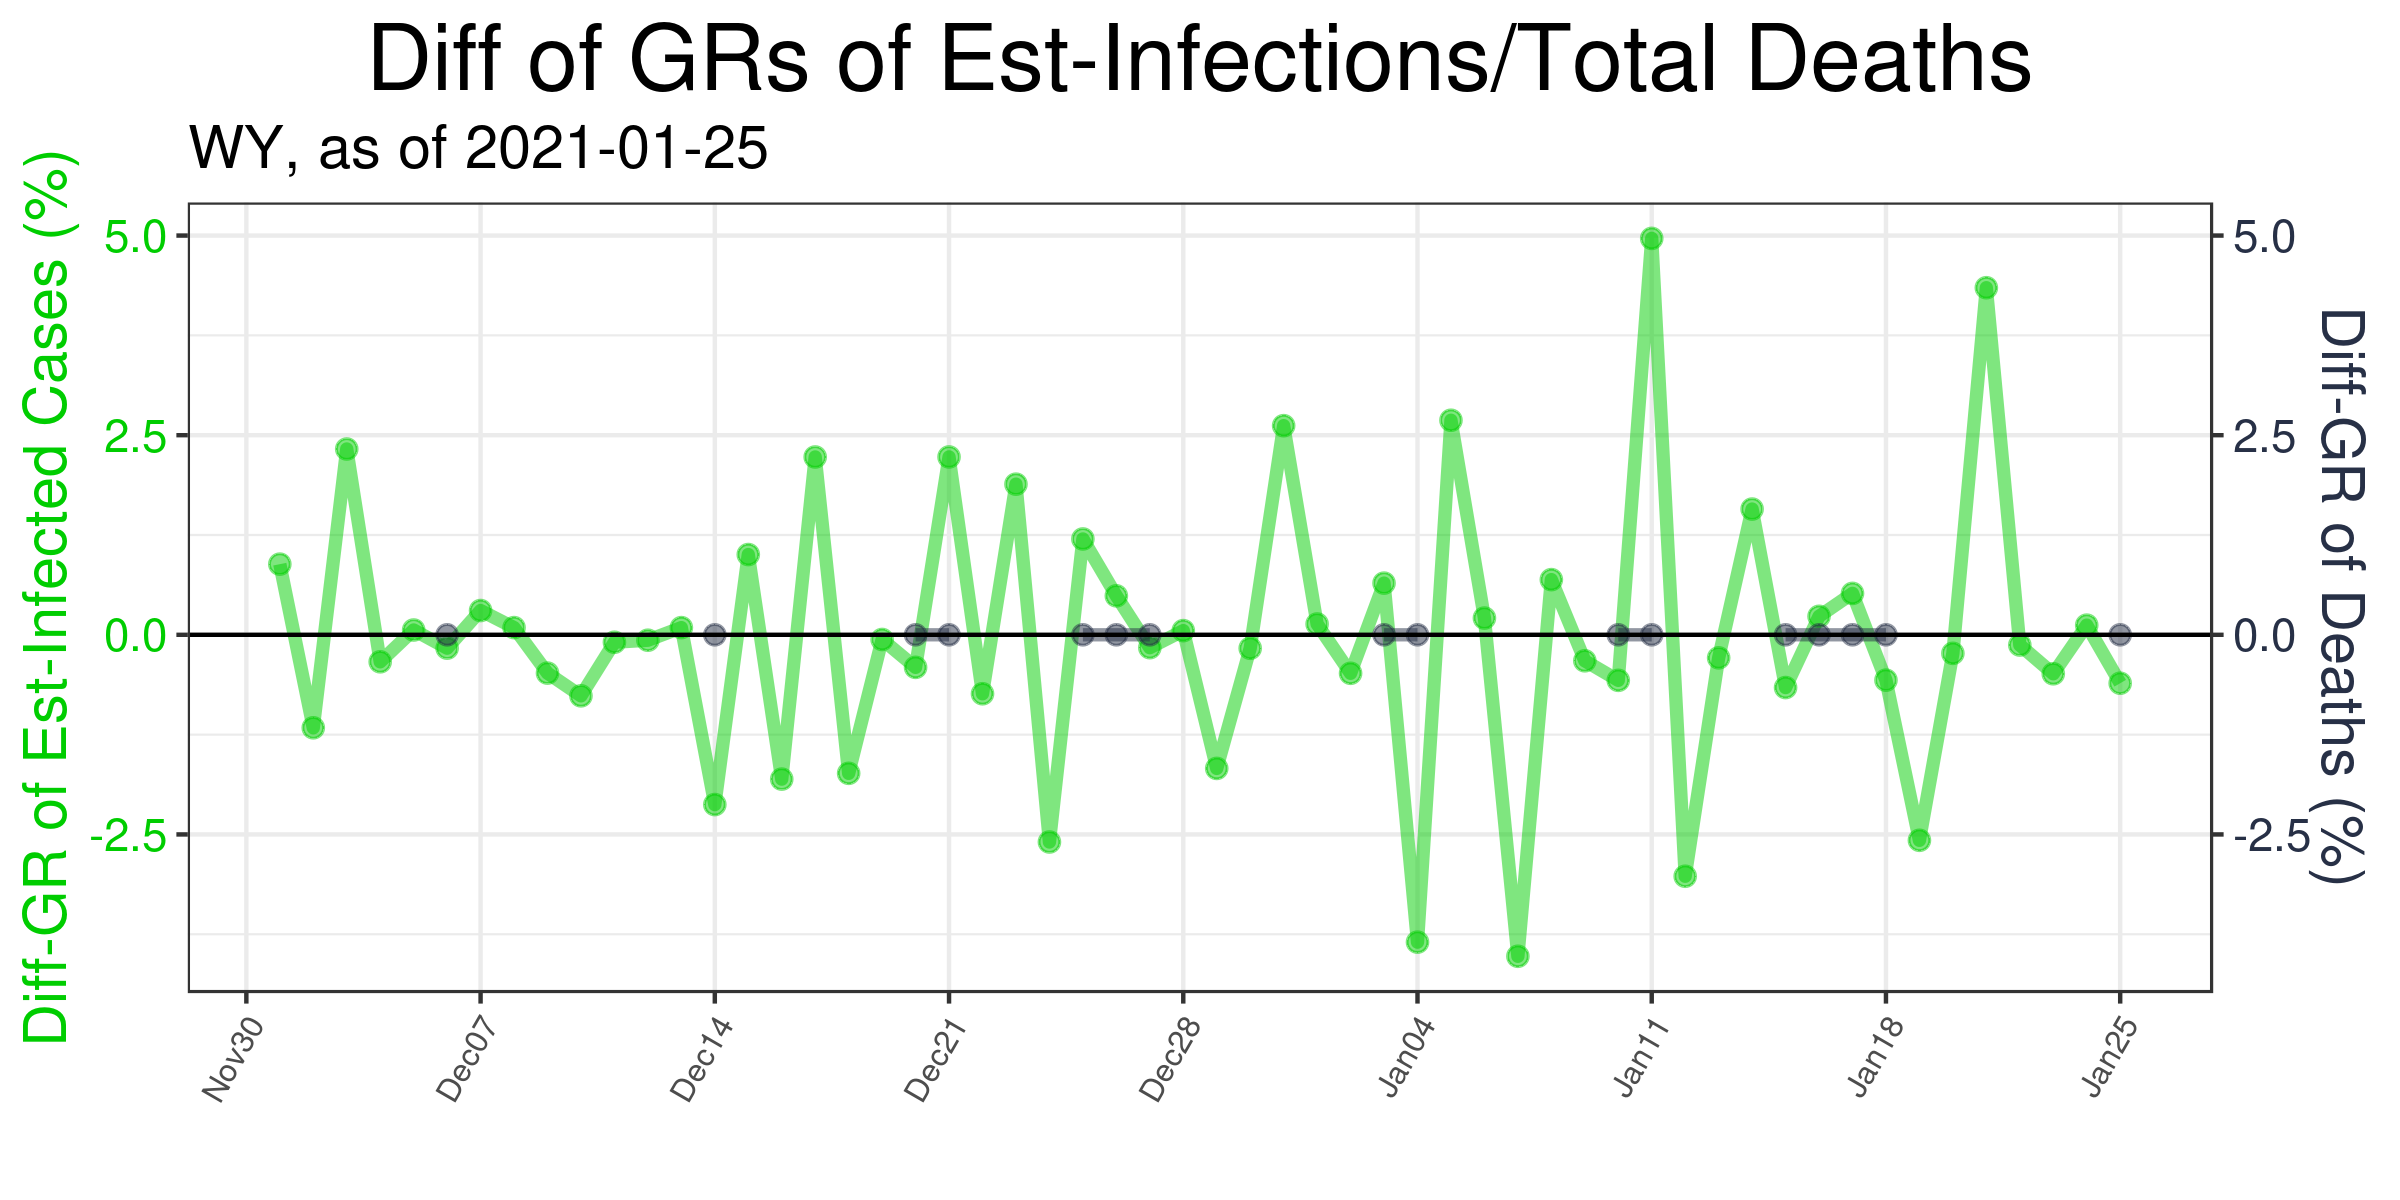 Diff of GRs of Est-Infections/Total Deaths
WY, as of 2021-01-25
Diff-GR of Est-Infected Cases (%)
5.0
2.5
0.0
-2.5
5.0
2.5
0.0
-2.5
Diff-GR of Deaths (%)
Nov30
Dec07
Dec14
Dec21
Dec28
Jan04
Jan11
Jan18
Jan25